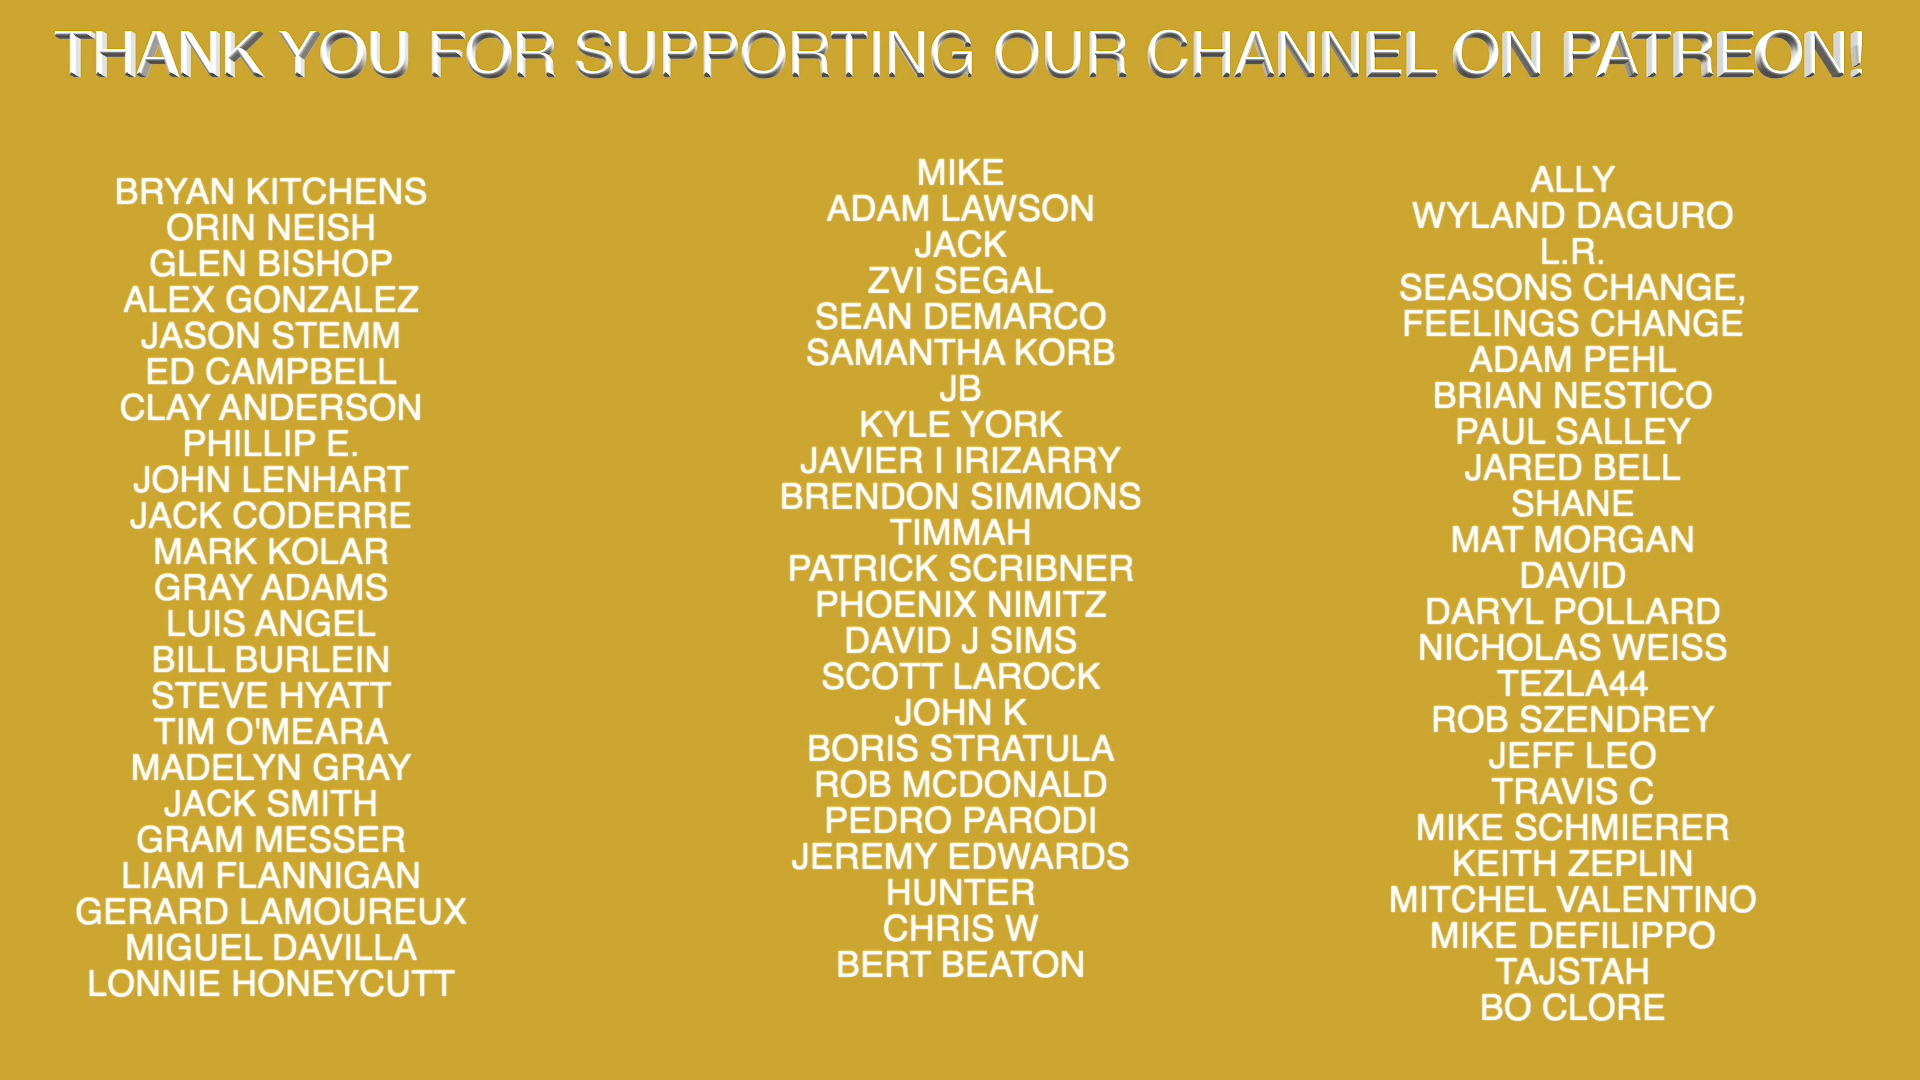 THANK YOU FOR SUPPORTING OUR CHANNEL ON PATREON!
BRYAN KITCHENS
ORIN NEISH
GLEN BISHOP
ALEX GONZALEZ
JASON STEMM
ED CAMPBELL
CLAY ANDERSON
PHILLIP E.
JOHN LENHART
JACK CODERRE
MARK KOLAR
GRAY ADAMS
LUIS ANGEL
BILL BURLEIN
STEVE HYATT
TIM O'MEARA
MADELYN GRAY
JACK SMITH
GRAM MESSER
LIAM FLANNIGAN
GERARD LAMOUREUX
MIGUEL DAVILLA
LONNIE HONEYCUTT
MIKE
ADAM LAWSON
JACK
ZVI SEGAL
SEAN DEMARCO
SAMANTHA KORB
JB
KYLE YORK
JAVIER I IRIZARRY
BRENDON SIMMONS
TIMMAH
PATRICK SCRIBNER
PHOENIX NIMITZ
DAVID J SIMS
SCOTT LAROCK
JOHN K
BORIS STRATULA
ROB MCDONALD
PEDRO PARODI
JEREMY EDWARDS
HUNTER
CHRIS W
BERT BEATON
ALLY
WYLAND DAGURO
L.R.
SEASONS CHANGE,
FEELINGS CHANGE
ADAM PEHL
BRIAN NESTICO
PAUL SALLEY
JARED BELL
SHANE
MAT MORGAN
DAVID
DARYL POLLARD
NICHOLAS WEISS
TEZLA44
ROB SZENDREY
JEFF LEO
TRAVIS C
MIKE SCHMIERER
KEITH ZEPLIN
MITCHEL VALENTINO
MIKE DEFILIPPO
TAJSTAH
BO CLORE